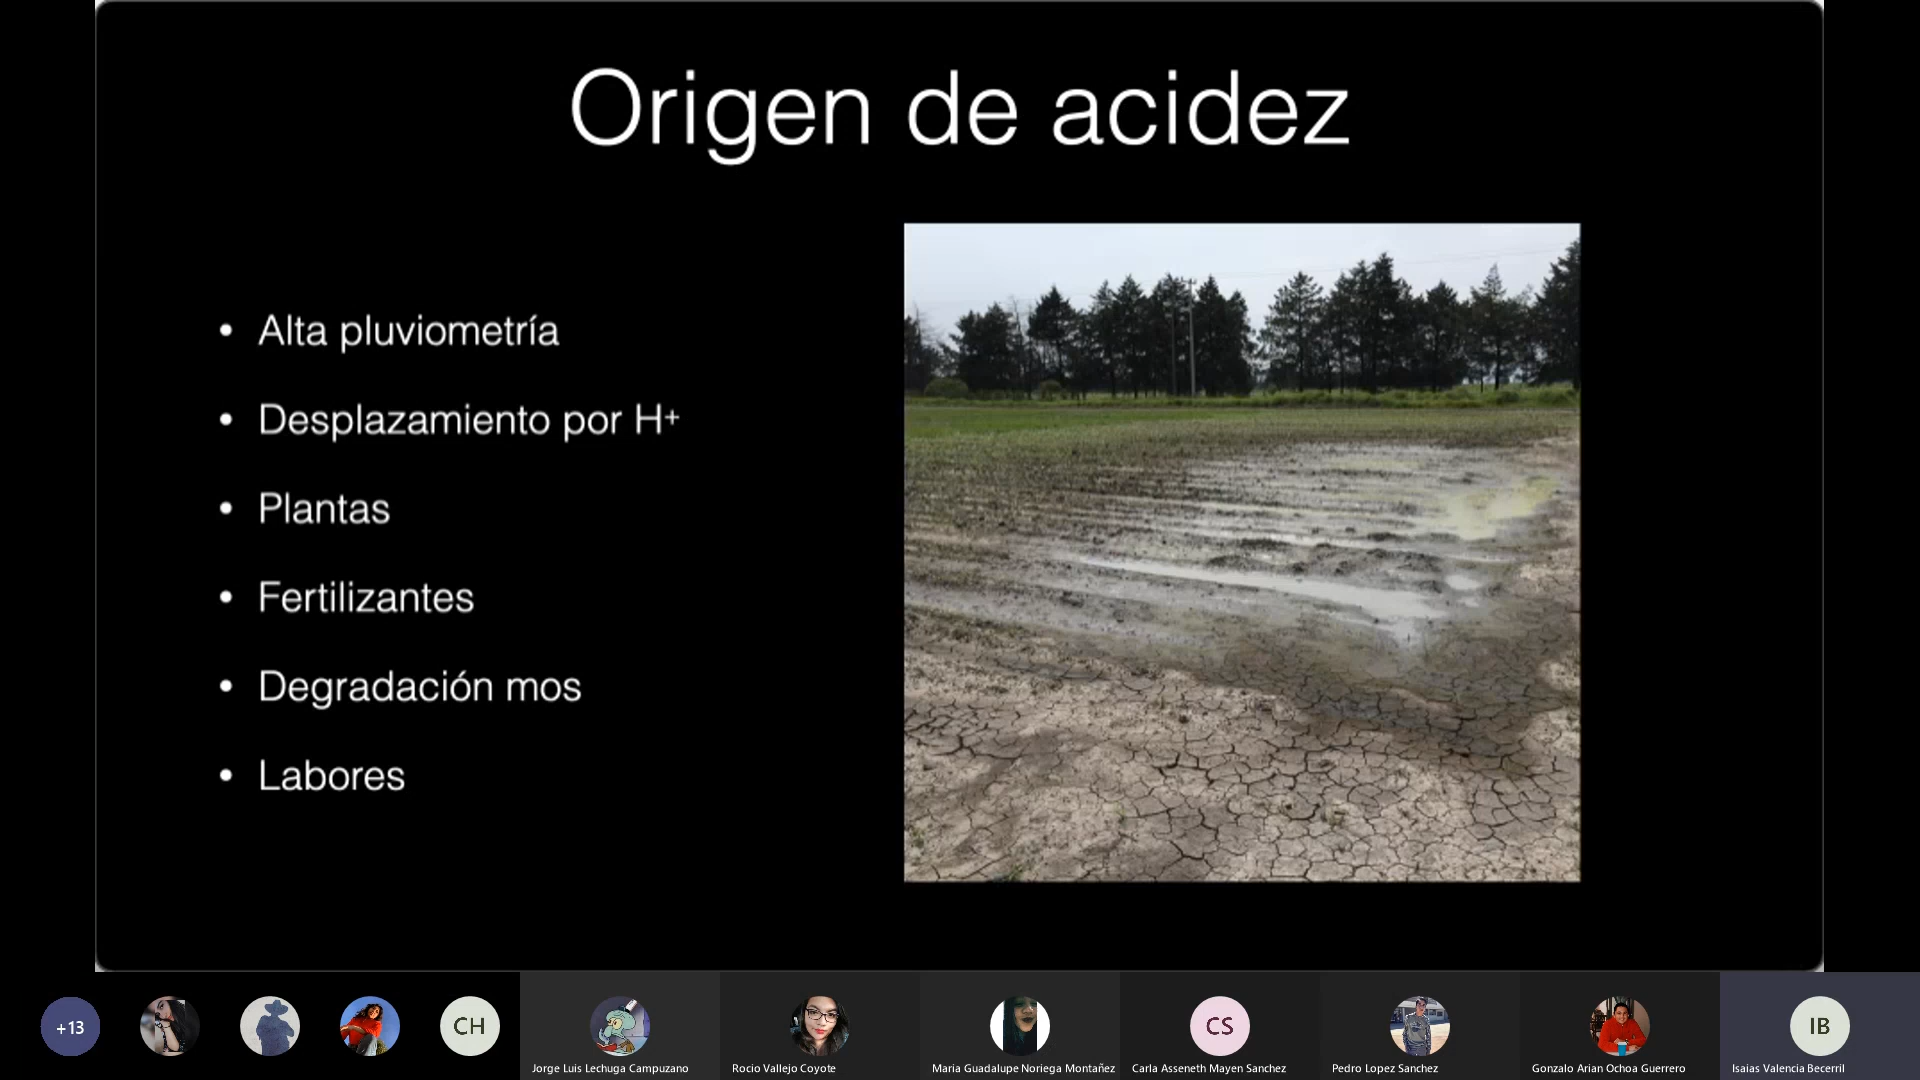 Origen de acidez
• Alta pluviometría
• Desplazamiento por H+
• Plantas
• Fertilizantes
• Degradación mos
• Labores
+13
CH
CS
IB
Jorge Luis Lechuga Campuzano
Rocio Vallejo Coyote
Maria Guadalupe Noriega Montañez
Carla Asseneth Mayen Sanchez
Pedro Lopez Sanchez
Gonzalo Arian Ochoa Guerrero
Isaias Valencia Becerril